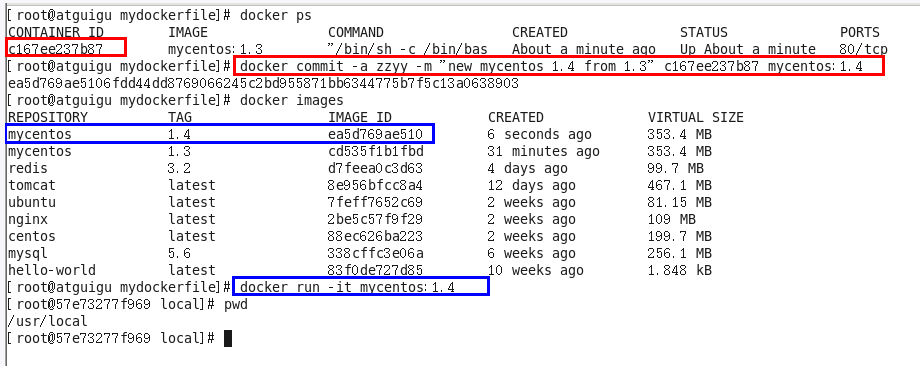 [root@atguigu mydockerfile]# docker ps
CONTAINER ID IMAGE COMMAND CREATED STATUS PORTS
c167ee237b87 mycentos:1.3 "/bin/sh -c /bin/bas About a minute ago Up About a minute 80/tcp
[root@atguigu mydockerfile]# docker commit -a zzyy -m "new mycentos 1.4 from 1.3" c167ee237b87 mycentos:1.4
ea5d769ae5106fdd44dd8769066245c2bd955871bb6344775b7f5c13a0638903
[root@atguigu mydockerfile]# docker images
REPOSITORY TAG IMAGE ID CREATED VIRTUAL SIZE
mycentos 1.4 ea5d769ae510 6 seconds ago 353.4 MB
mycentos 1.3 cd535f1b1fbd 31 minutes ago 353.4 MB
redis 3.2 d7feea0c3d63 4 days ago 99.7 MB
tomcat latest 8e956bfcc8a4 12 days ago 467.1 MB
ubuntu latest 7feff7652c69 2 weeks ago 81.15 MB
nginx latest 2be5c57f9f29 2 weeks ago 109 MB
centos latest 88ec626ba223 2 weeks ago 199.7 MB
mysql 5.6 338cffc3e06a 6 weeks ago 256.1 MB
hello-world latest 83f0de727d85 10 weeks ago 1.848 kB
[root@atguigu mydockerfile]# docker run -it mycentos:1.4
[root@57e73277f969 local]# pwd
/usr/local
[root@57e73277f969 local]#